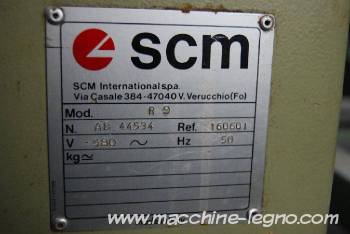 scm
SCM International s.p.a.
Via Casale 384-47040 V. Verucchio(Fo)
Mod. R 9
N. AB 44534 Ref. 160601
V 380 ~ Hz 50
kg≃
www.macchine-legno.com